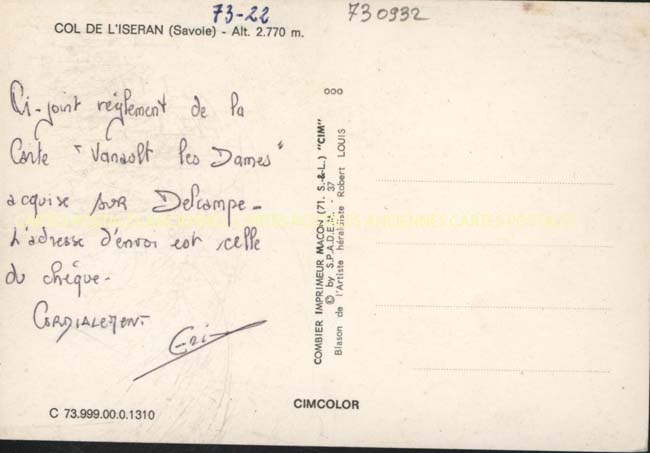 73-22
730932
COL DE L'ISERAN (Savoie) - Alt. 2.770 m.
Ci-joint règlement de la
Carte "Vanault les Dames"
acquise sur Delcampe-
L'adresse d'envoi est celle
du chèque-
CORDIALEMENT
C 73.999.00.0.1310
COMBIER IMPRIMEUR MACON (71. S.-&-L.) "CIM"
© by S.P.A.D.E.M. - 37
Blason de l'Artiste héraldiste Robert LOUIS
CIMCOLOR